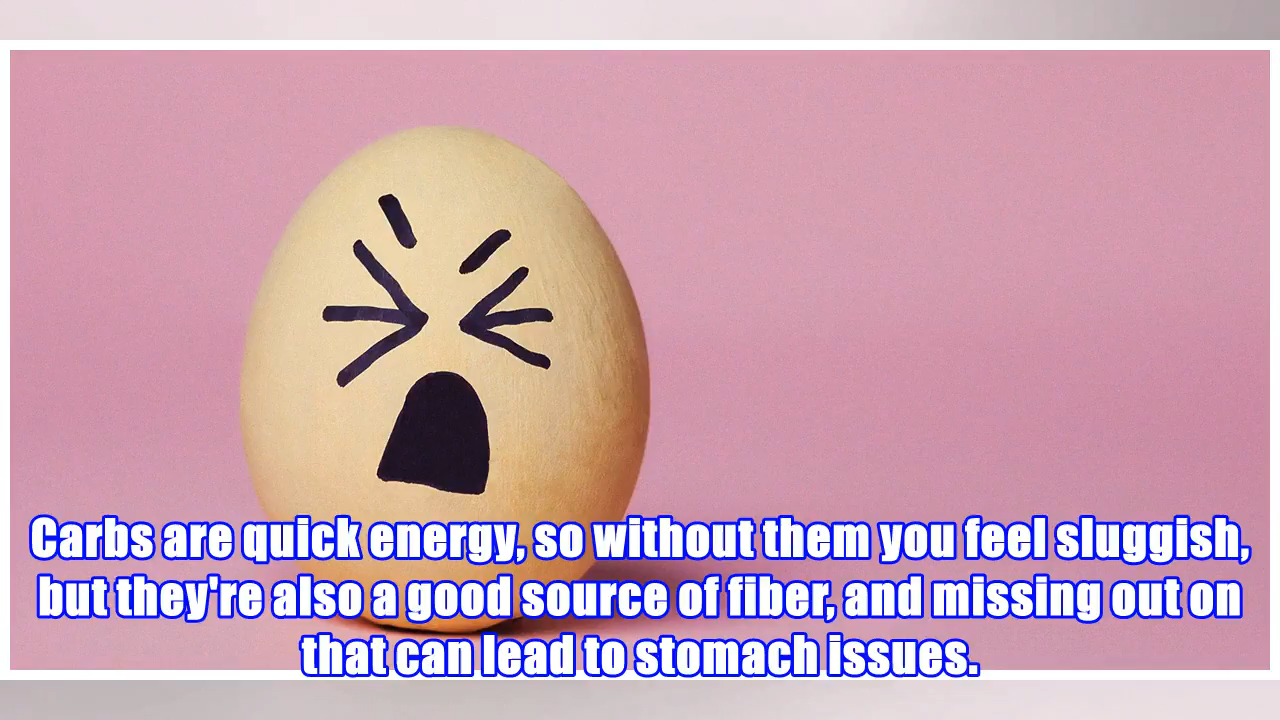 Carbs are quick energy, so without them you feel sluggish,
but they're also a good source of fiber, and missing out on
that can lead to stomach issues.